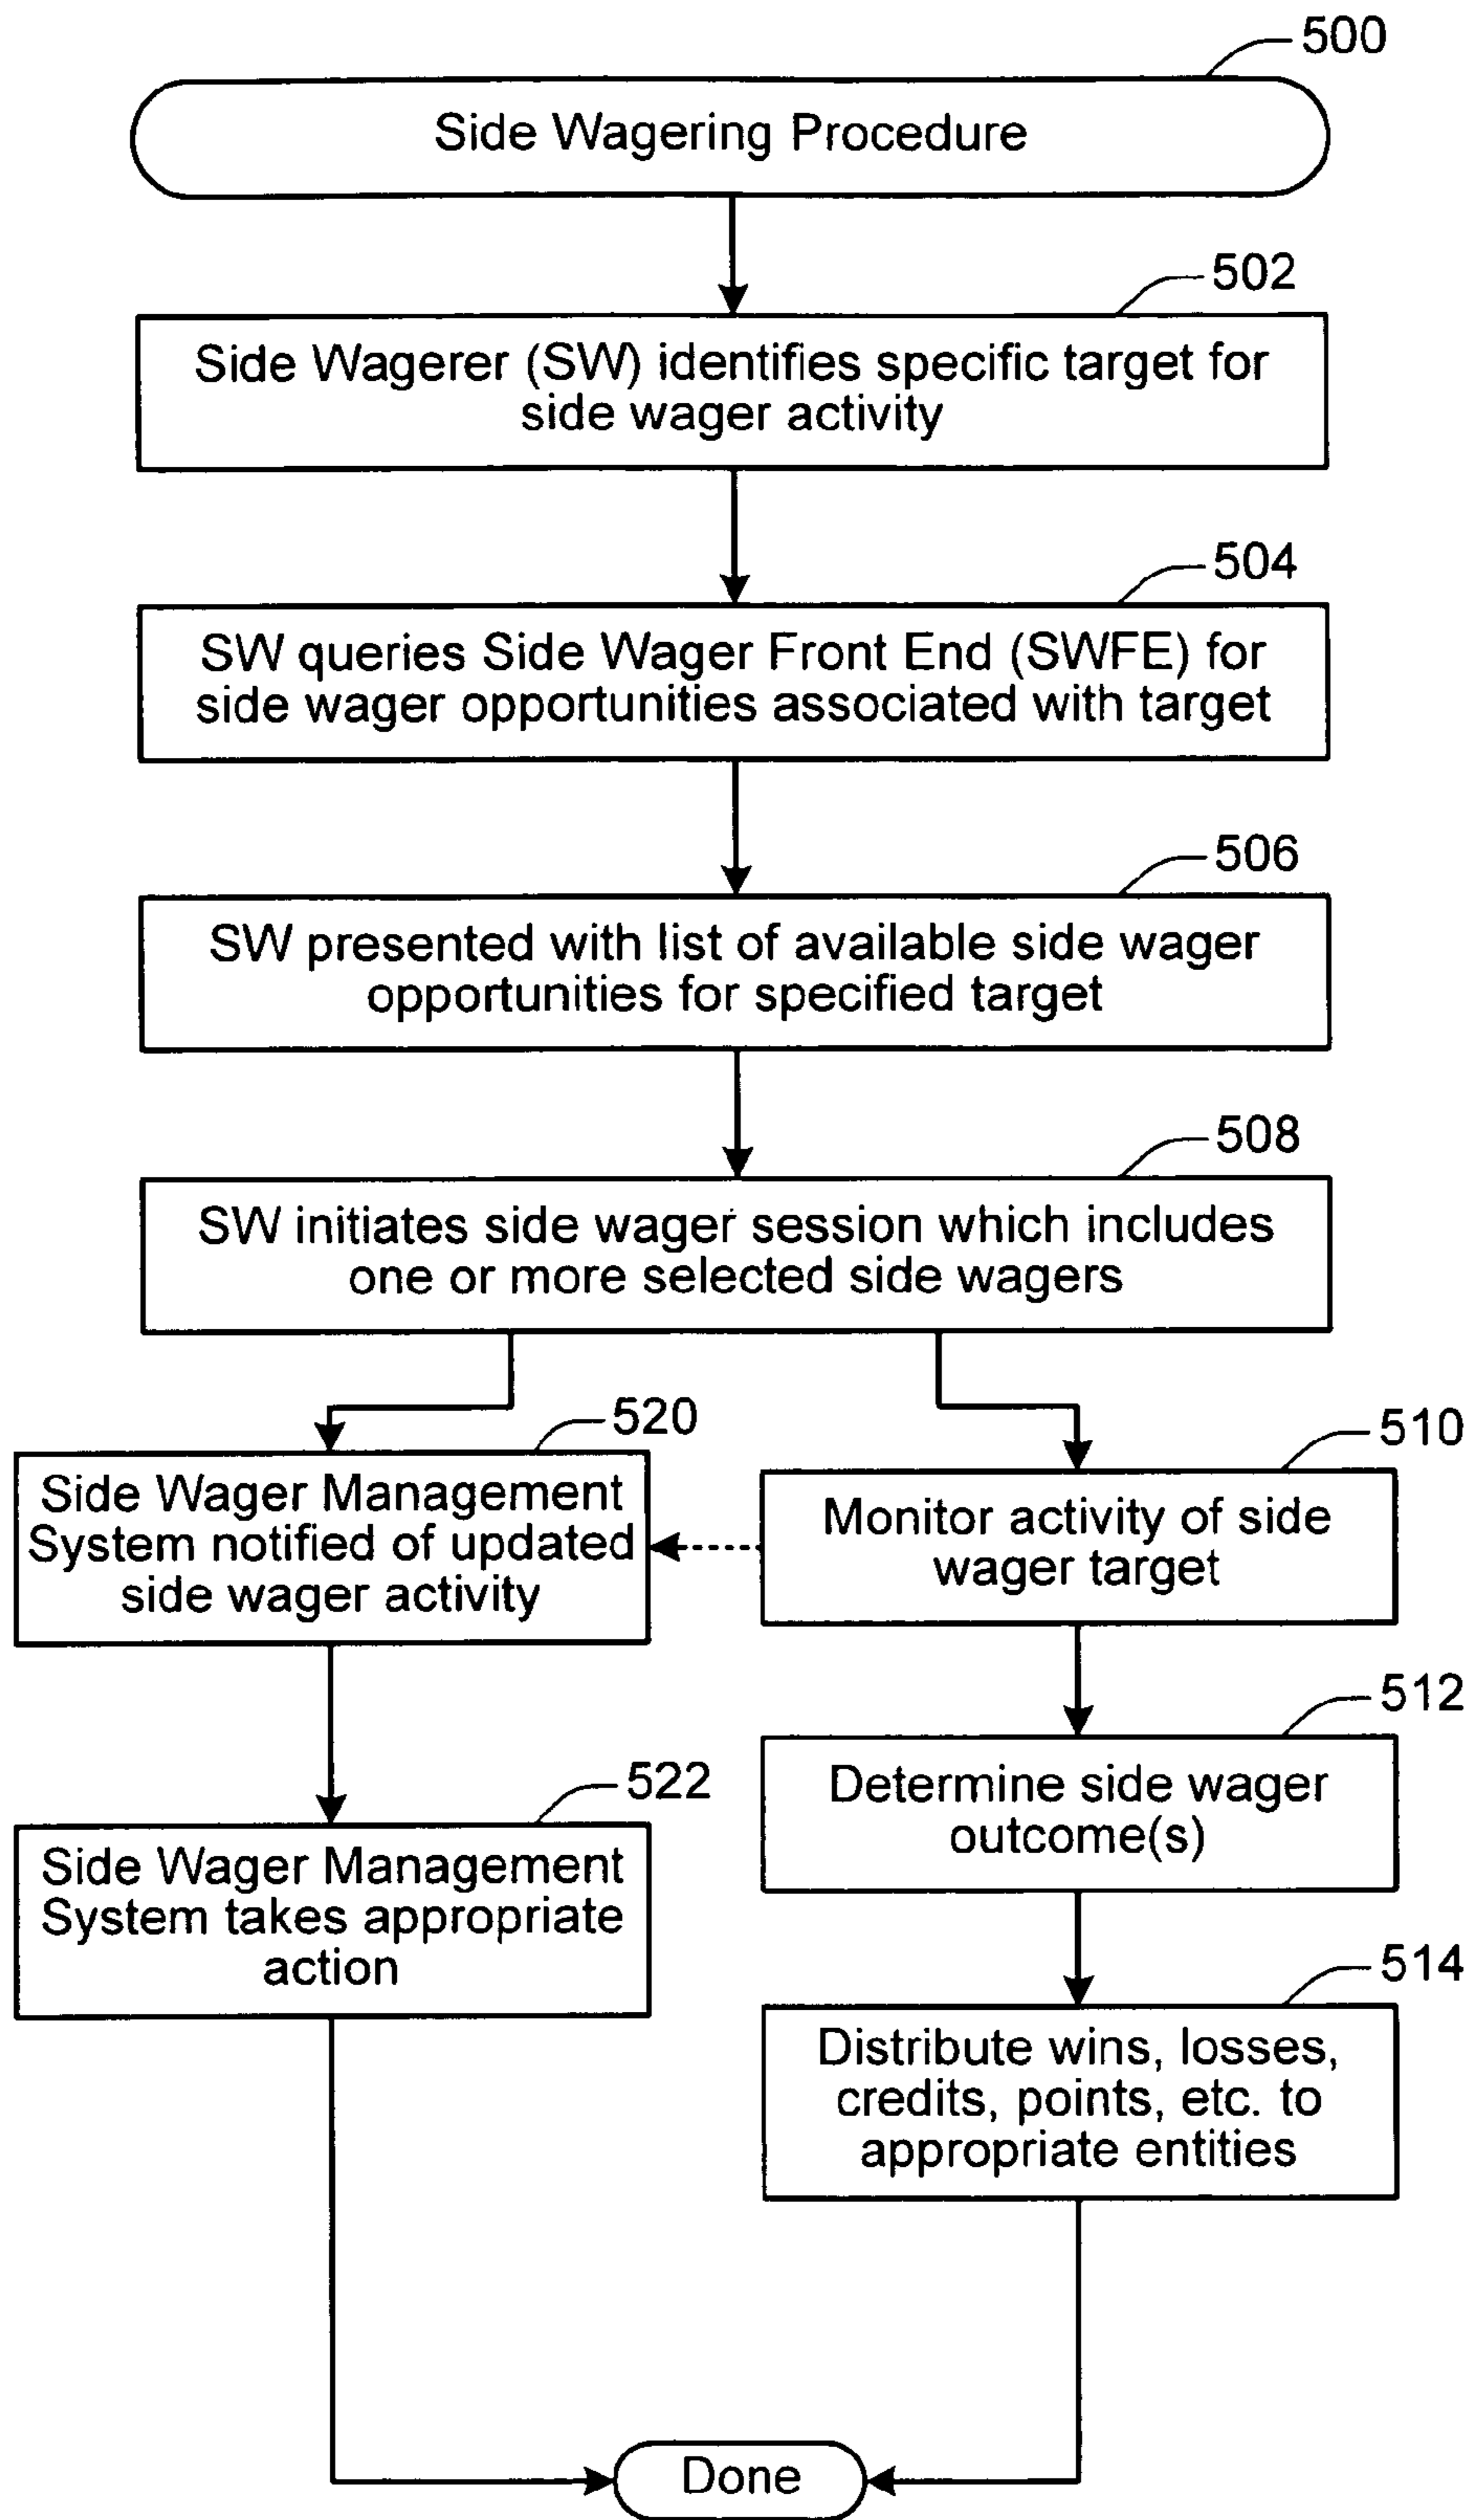 500
Side Wagering Procedure
502
Side Wagerer (SW) identifies specific target for
side wager activity
504
SW queries Side Wager Front End (SWFE) for
side wager opportunities associated with target
506
SW presented with list of available side wager
opportunities for specified target
508
SW initiates side wager session which includes
one or more selected side wagers
520
Side Wager Management
System notified of updated
side wager activity
510
Monitor activity of side
wager target
512
Determine side wager
outcome(s)
522
Side Wager Management
System takes appropriate
action
514
Distribute wins, losses,
credits, points, etc. to
appropriate entities
Done